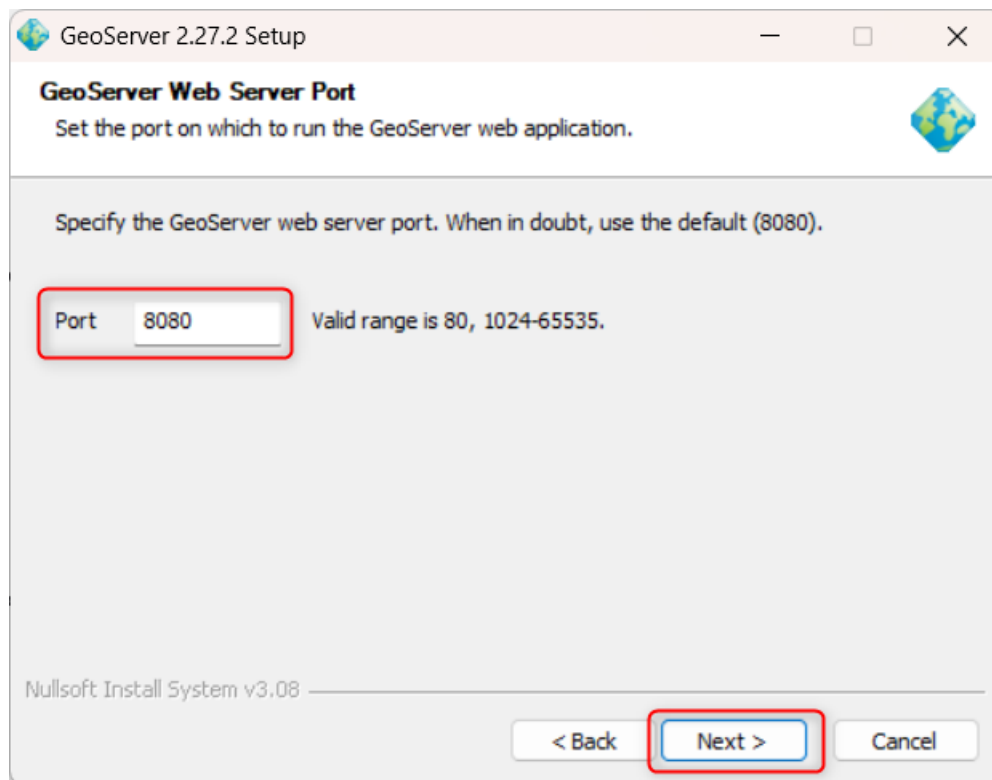 GeoServer 2.27.2 Setup
GeoServer Web Server Port
Set the port on which to run the GeoServer web application.
Specify the GeoServer web server port. When in doubt, use the default (8080).
Port 8080 Valid range is 80, 1024-65535.
Nullsoft Install System v3.08
< Back Next > Cancel